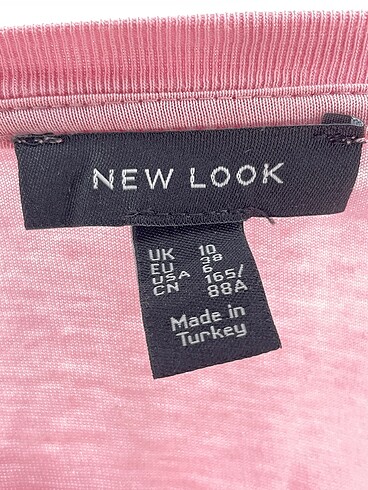 NEW LOOK
UK 10
EU 38
USA 6
CN 165/
88A
Made in
Turkey